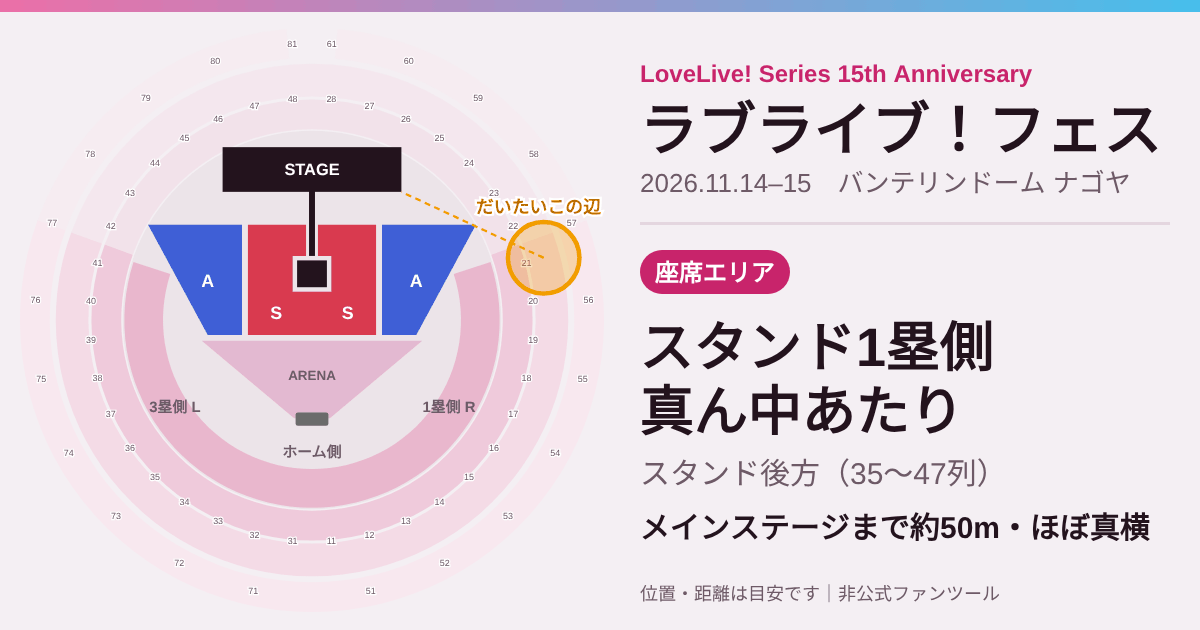 81 61
80 60
79 59
47 48 28 27
46 26
45 25
78 44 24 58
43 23
STAGE
だいたいこの辺
77 42 22 57
41 21
A A
76 40 20 56
S S
39 19
75 38 ARENA 18 55
3塁側 L 1塁側 R
37 17
74 36 ホーム側 16 54
35 15
34 14
73 33 13 53
32 31 11 12
72 52
71 51
LoveLive! Series 15th Anniversary
ラブライブ！フェス
2026.11.14–15　バンテリンドーム ナゴヤ
座席エリア
スタンド1塁側
真ん中あたり
スタンド後方（35〜47列）
メインステージまで約50m・ほぼ真横
位置・距離は目安です｜非公式ファンツール